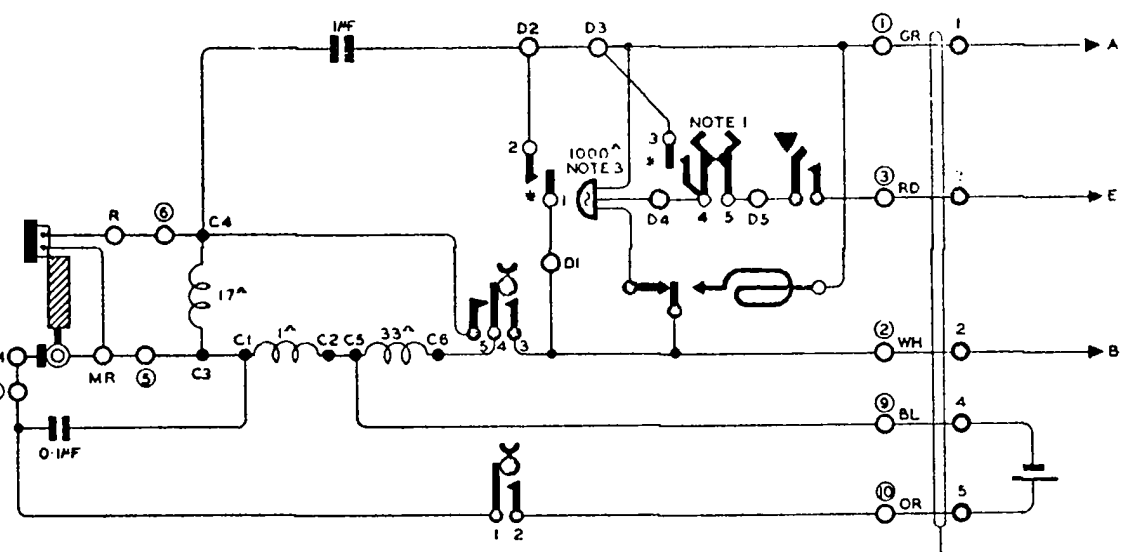 1MF
D2
D3
① GR 1
A
NOTE 1
3
*
2
1000^
NOTE 3
*
1
D4
4
5
D5
③ RD
E
R
⑥
C4
D1
17^
5 4 3
M R
⑤
C3
C1
1^
C2
C5
33^
C6
② WH 2
B
⑨ BL 4
0·1MF
⑩ OR 5
1 2